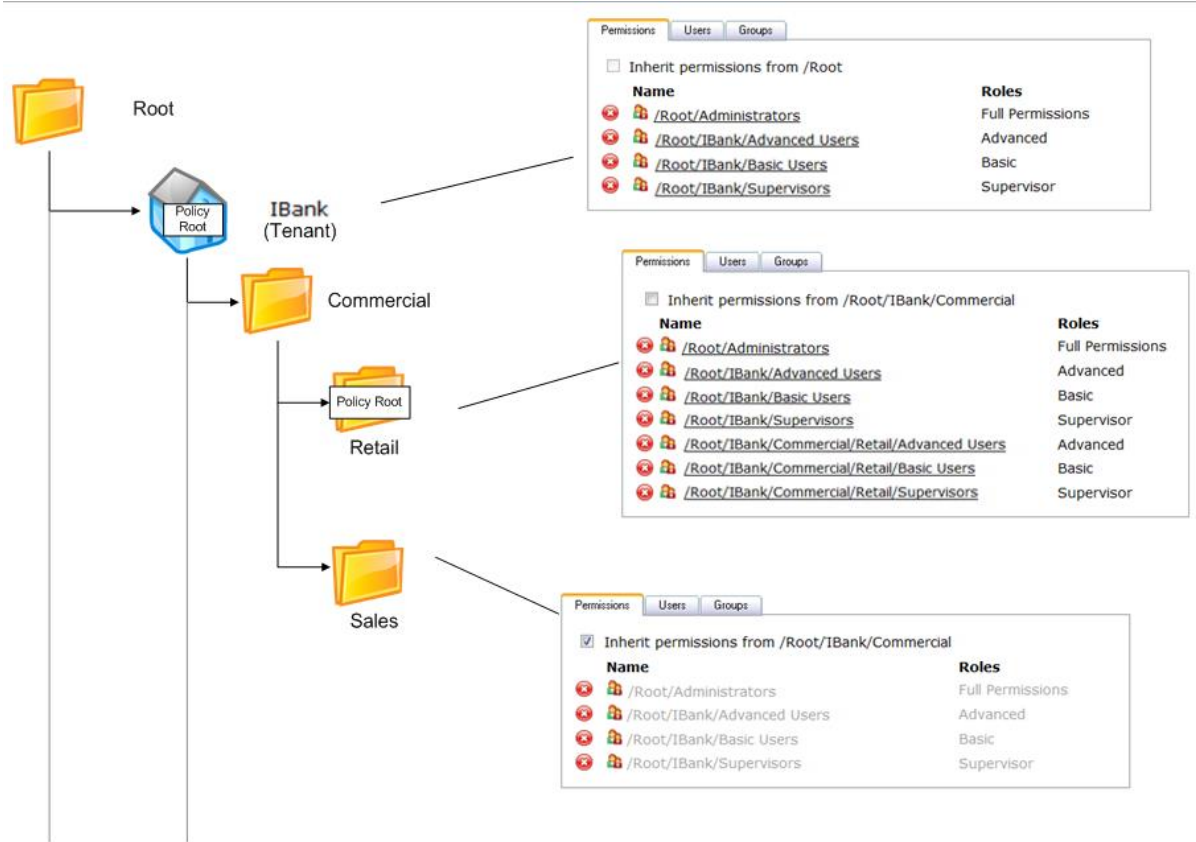 Permissions Users Groups
Inherit permissions from /Root
Name Roles
/Root/Administrators Full Permissions
/Root/IBank/Advanced Users Advanced
/Root/IBank/Basic Users Basic
/Root/IBank/Supervisors Supervisor
Root
Policy
Root
IBank
(Tenant)
Commercial
Permissions Users Groups
Inherit permissions from /Root/IBank/Commercial
Name Roles
/Root/Administrators Full Permissions
/Root/IBank/Advanced Users Advanced
/Root/IBank/Basic Users Basic
/Root/IBank/Supervisors Supervisor
/Root/IBank/Commercial/Retail/Advanced Users Advanced
/Root/IBank/Commercial/Retail/Basic Users Basic
/Root/IBank/Commercial/Retail/Supervisors Supervisor
Policy Root
Retail
Sales
Permissions Users Groups
Inherit permissions from /Root/IBank/Commercial
Name Roles
/Root/Administrators Full Permissions
/Root/IBank/Advanced Users Advanced
/Root/IBank/Basic Users Basic
/Root/IBank/Supervisors Supervisor